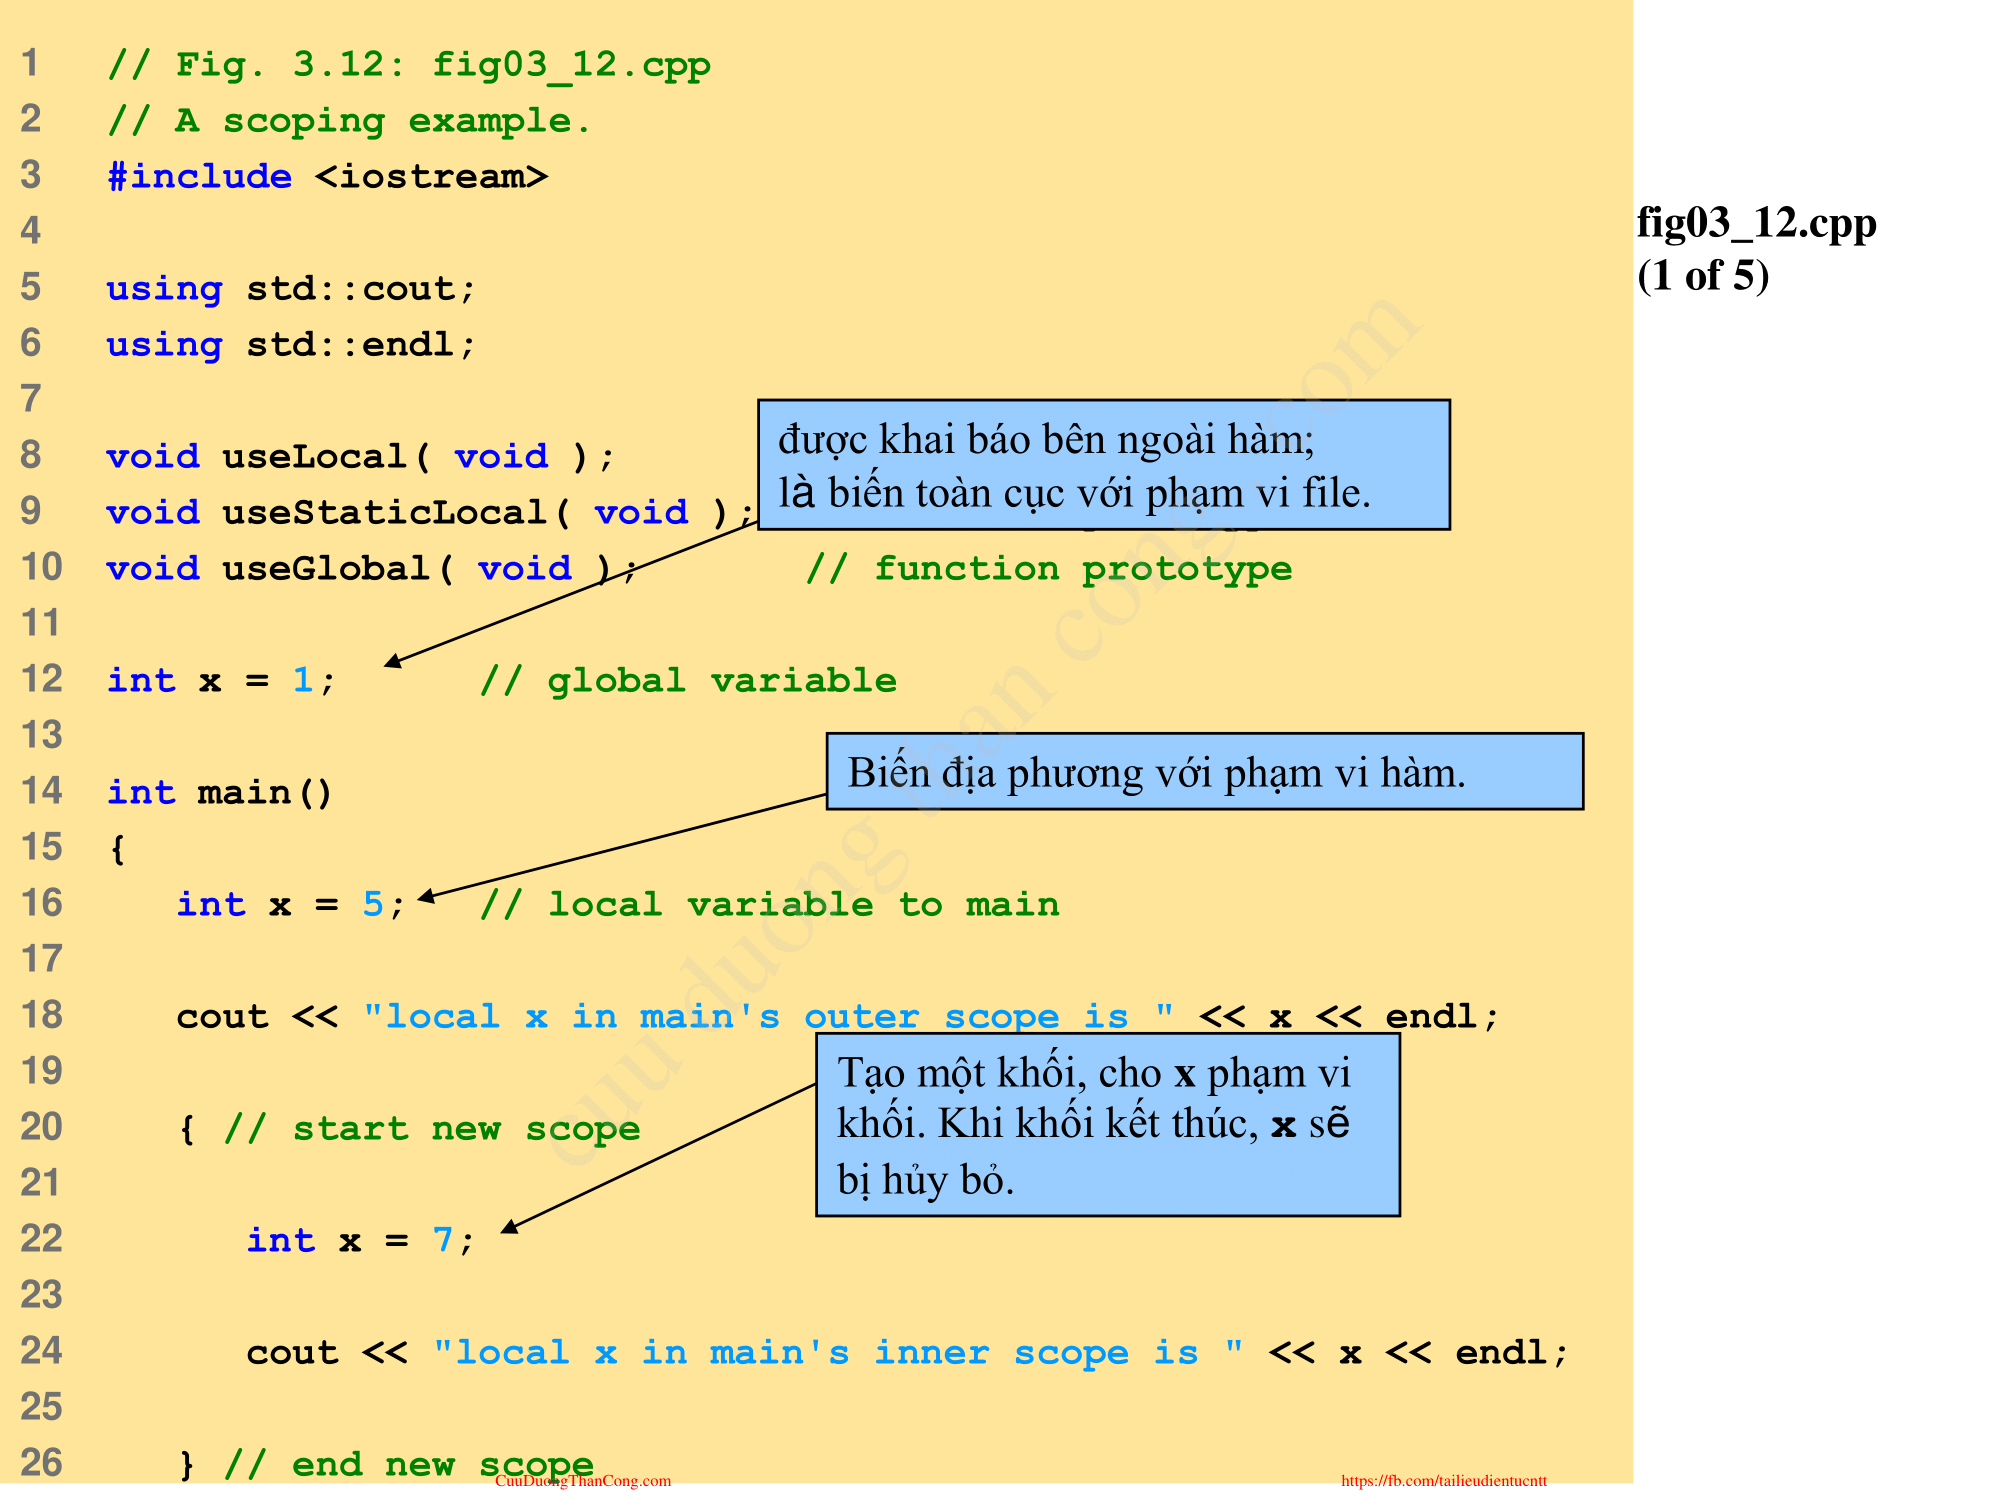 1 // Fig. 3.12: fig03_12.cpp
2 // A scoping example.
3 #include <iostream>
4
5 using std::cout;
6 using std::endl;
7
8 void useLocal( void );
9 void useStaticLocal( void );
10 void useGlobal( void ); // function prototype
11
12 int x = 1; // global variable
13
14 int main()
15 {
16 int x = 5; // local variable to main
17
18 cout << "local x in main's outer scope is " << x << endl;
19
20 { // start new scope
21
22 int x = 7;
23
24 cout << "local x in main's inner scope is " << x << endl;
25
26 } // end new scope
được khai báo bên ngoài hàm;
là biến toàn cục với phạm vi file.
Biến địa phương với phạm vi hàm.
Tạo một khối, cho x phạm vi
khối. Khi khối kết thúc, x sẽ
bị hủy bỏ.
fig03_12.cpp
(1 of 5)
cuu duong than cong . com
CuuDuongThanCong.com
https://fb.com/tailieudientucntt